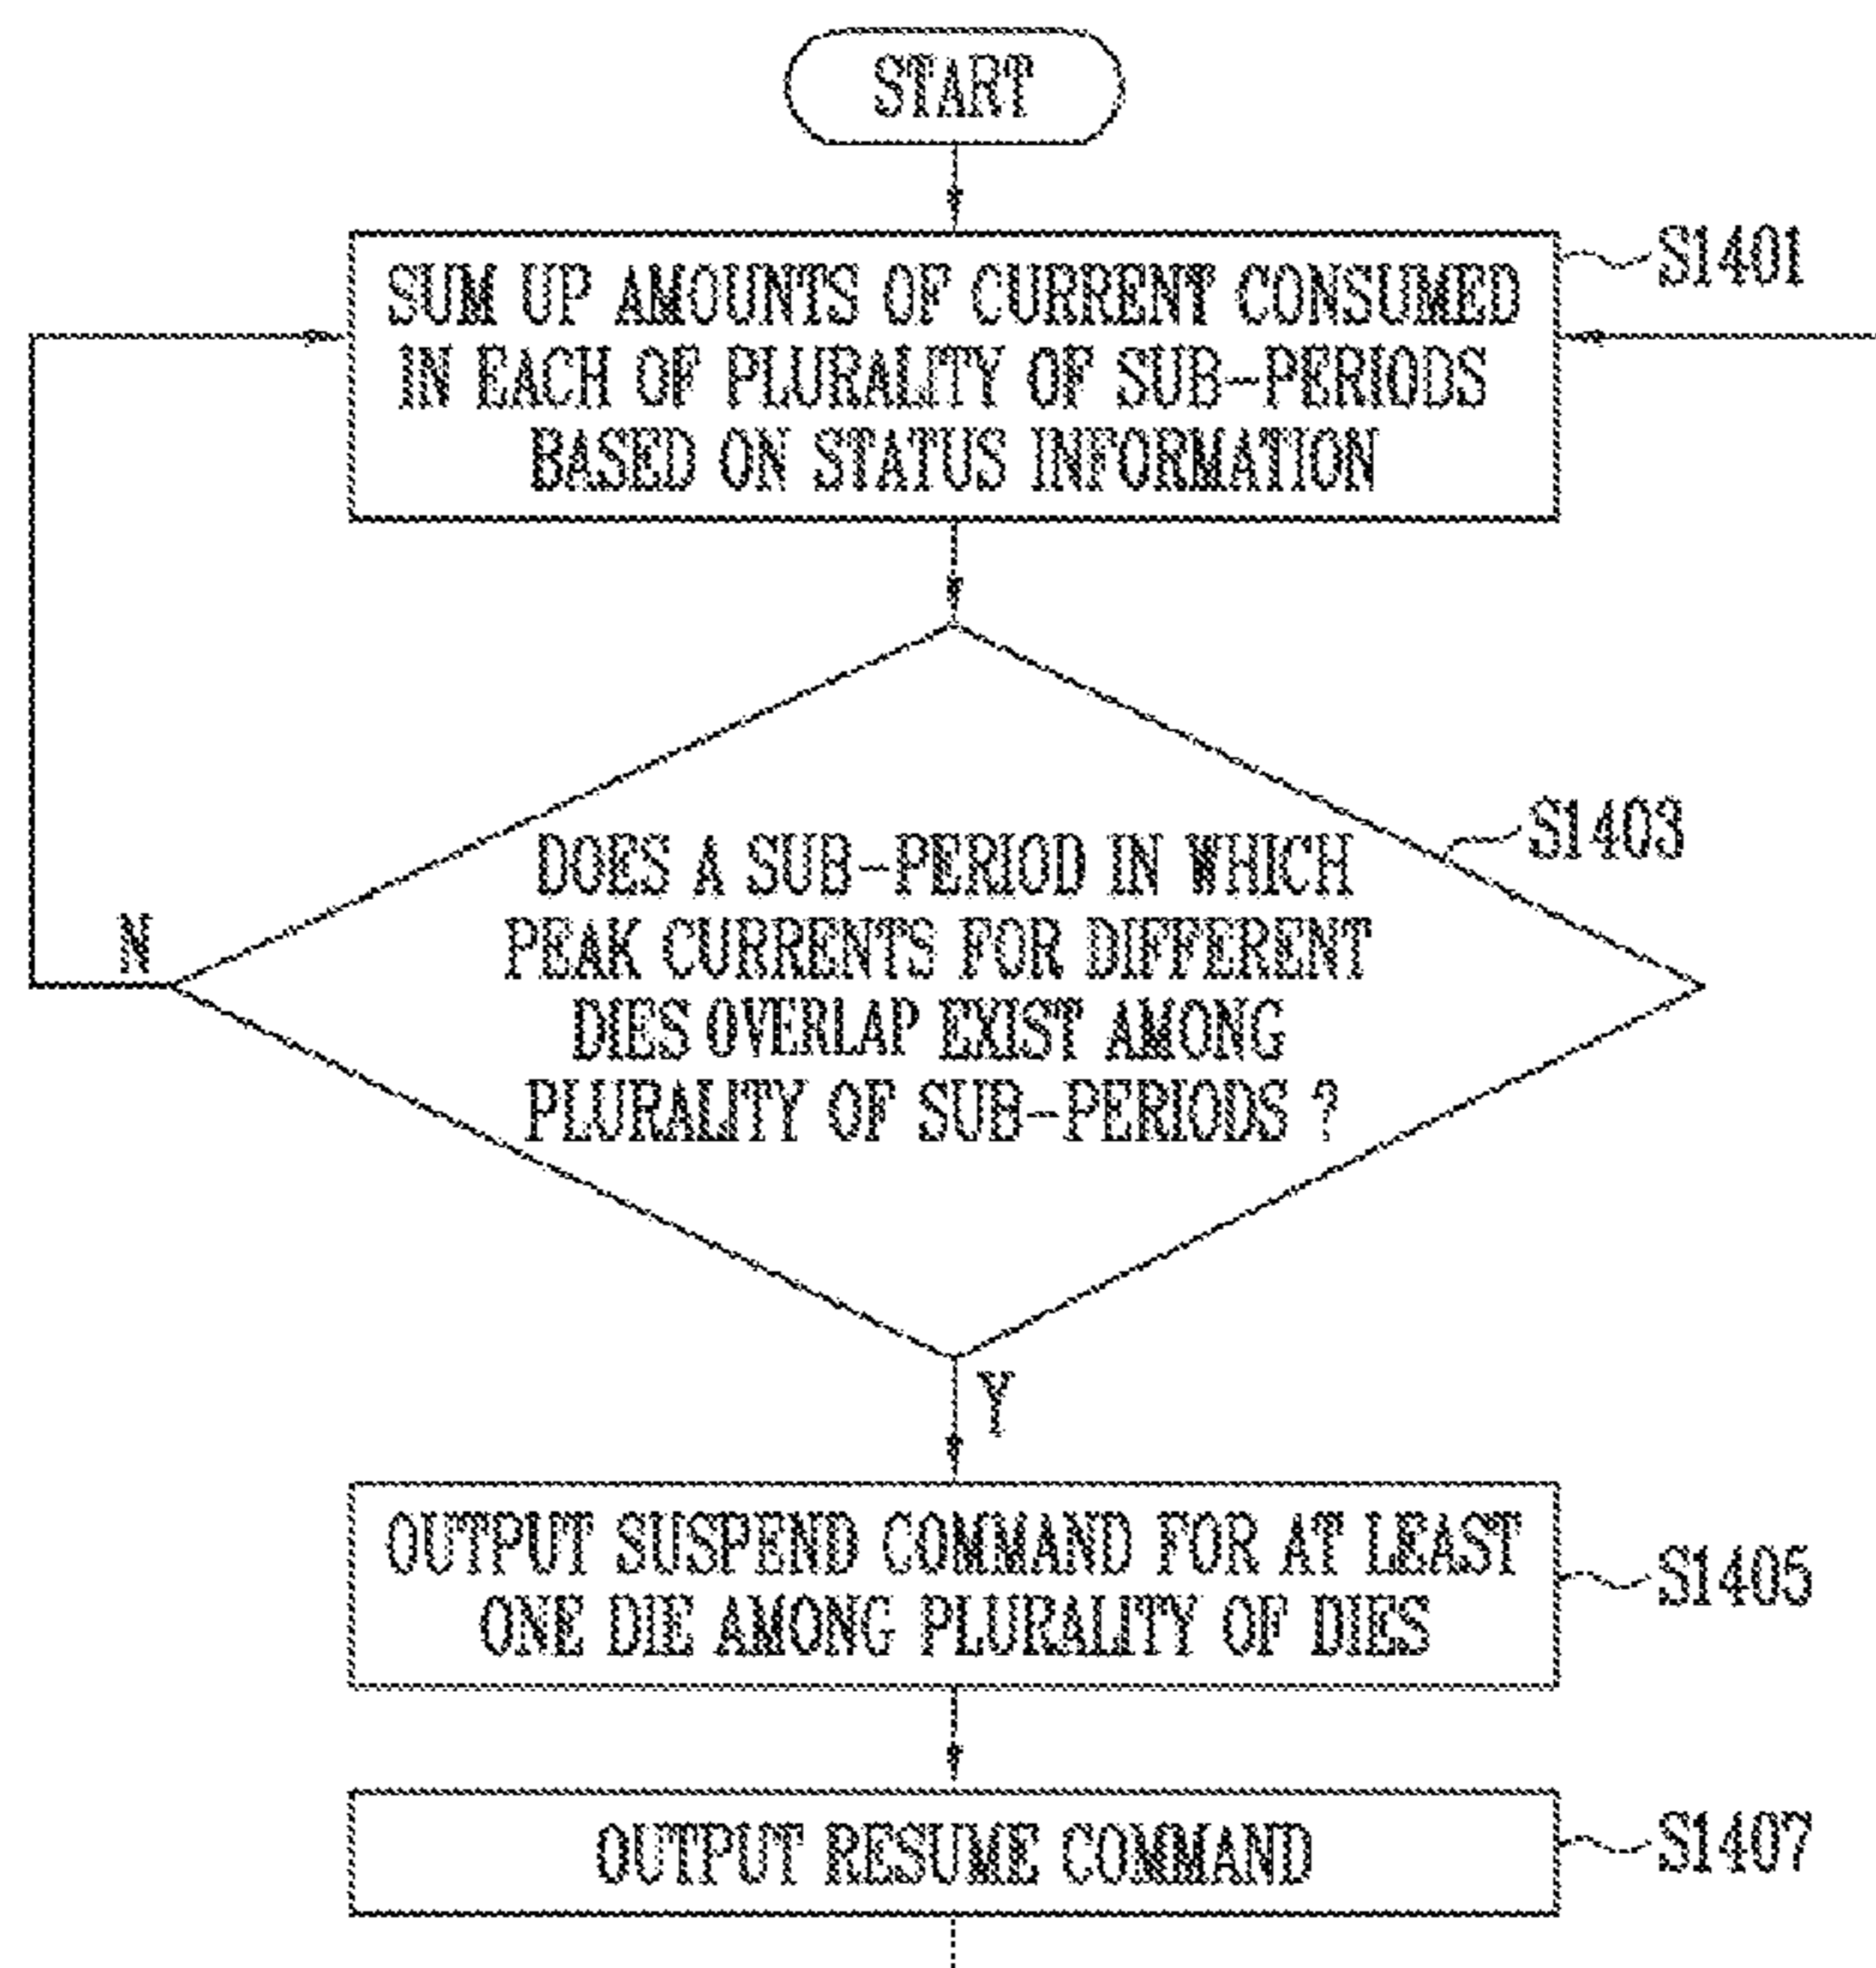 START
SUM UP AMOUNTS OF CURRENT CONSUMED
IN EACH OF PLURALITY OF SUB-PERIODS
BASED ON STATUS INFORMATION
S1401
DOES A SUB-PERIOD IN WHICH
PEAK CURRENTS FOR DIFFERENT
DIES OVERLAP EXIST AMONG
PLURALITY OF SUB-PERIODS ?
S1403
N
Y
OUTPUT SUSPEND COMMAND FOR AT LEAST
ONE DIE AMONG PLURALITY OF DIES
S1405
OUTPUT RESUME COMMAND
S1407